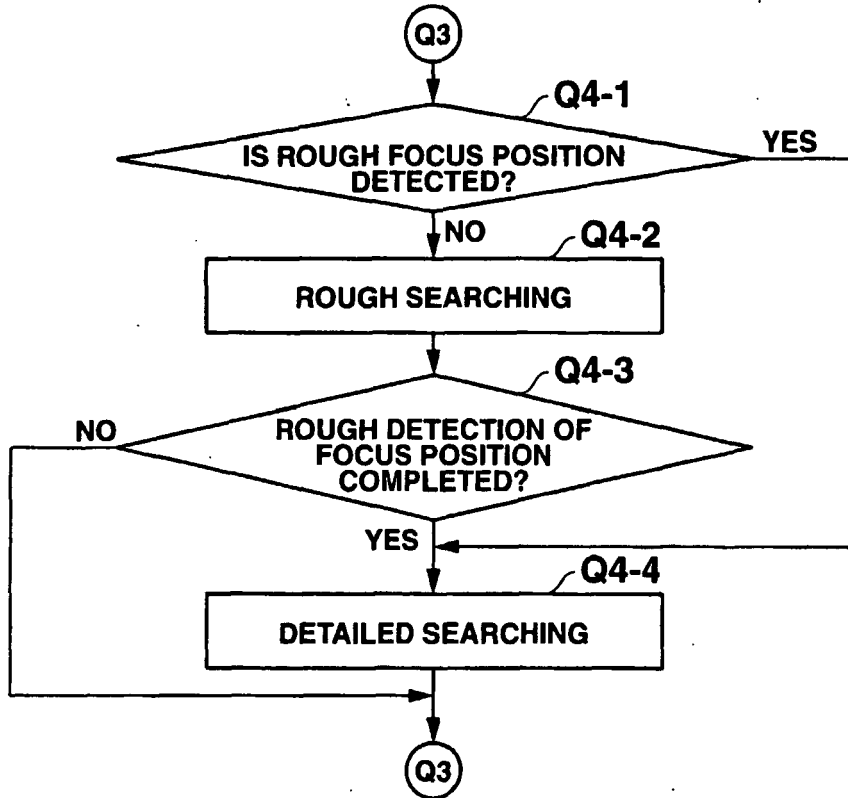 Q3
Q4-1
IS ROUGH FOCUS POSITION
DETECTED?
YES
NO
Q4-2
ROUGH SEARCHING
Q4-3
NO
ROUGH DETECTION OF
FOCUS POSITION
COMPLETED?
YES
Q4-4
DETAILED SEARCHING
Q3